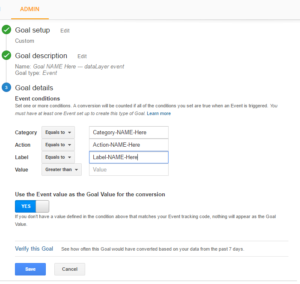 ADMIN
Goal setup Edit
Custom
Goal description Edit
Name: Goal NAME Here — dataLayer event
Goal type: Event
3 Goal details
Event conditions
Set one or more conditions. A conversion will be counted if all of the conditions you set are true when an Event is triggered. You
must have at least one Event set up to create this type of Goal. Learn more
Category Equals to Category-NAME-Here
Action Equals to Action-NAME-Here
Label Equals to Label-NAME-Here
Value Greater than Value
Use the Event value as the Goal Value for the conversion
YES
If you don't have a value defined in the condition above that matches your Event tracking code, nothing will appear as the Goal
Value.
Verify this Goal See how often this Goal would have converted based on your data from the past 7 days.
Save Cancel